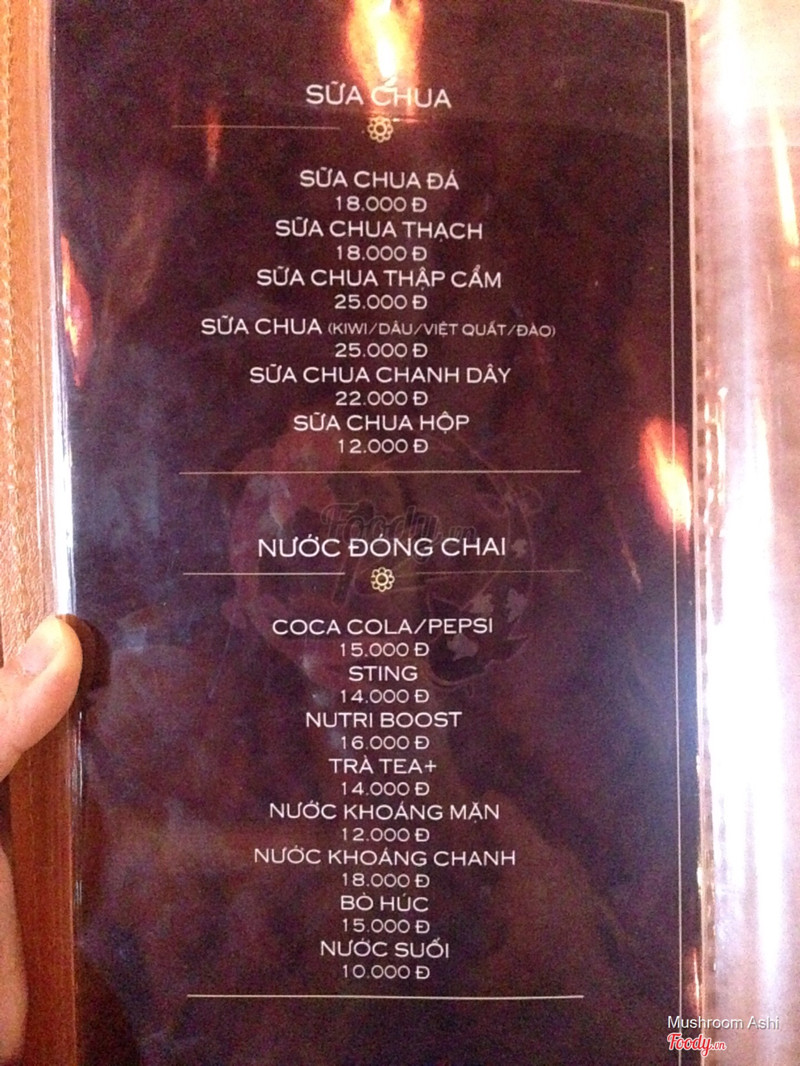 SỮA CHUA
SỮA CHUA ĐÁ
18.000 Đ
SỮA CHUA THẠCH
18.000 Đ
SỮA CHUA THẬP CẨM
25.000 Đ
SỮA CHUA (KIWI/DÂU/VIỆT QUẤT/ĐÀO)
25.000 Đ
SỮA CHUA CHANH DÂY
22.000 Đ
SỮA CHUA HỘP
12.000 Đ
Foody.vn
NƯỚC ĐÓNG CHAI
COCA COLA/PEPSI
15.000 Đ
STING
14.000 Đ
NUTRI BOOST
16.000 Đ
TRÀ TEA+
14.000 Đ
NƯỚC KHOÁNG MẶN
12.000 Đ
NƯỚC KHOÁNG CHANH
18.000 Đ
BÒ HÚC
15.000 Đ
NƯỚC SUỐI
10.000 Đ
Mushroom Ashi
Foody.vn